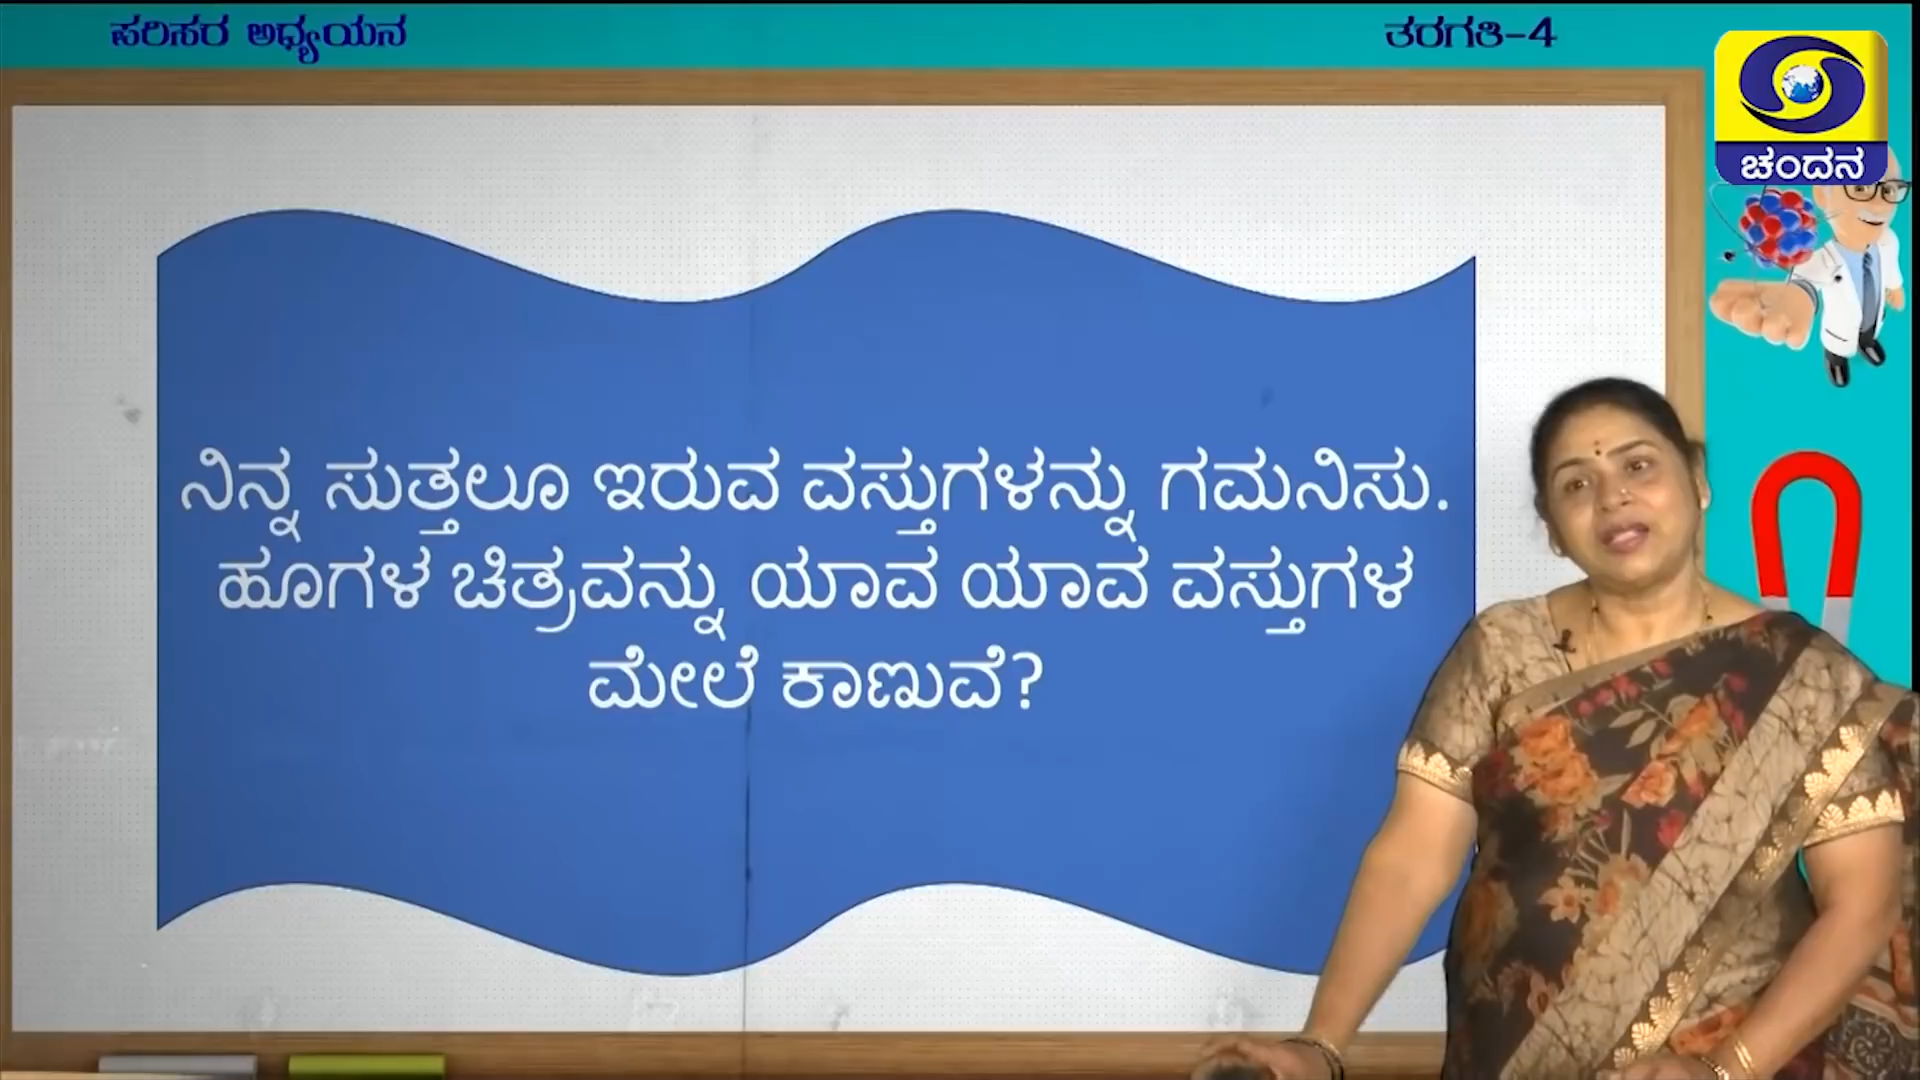 ಪರಿಸರ ಅಧ್ಯಯನ
ತರಗತಿ-4
ಚಂದನ
ನಿನ್ನ ಸುತ್ತಲೂ ಇರುವ ವಸ್ತುಗಳನ್ನು ಗಮನಿಸು.
ಹೂಗಳ ಚಿತ್ರವನ್ನು ಯಾವ ಯಾವ ವಸ್ತುಗಳ
ಮೇಲೆ ಕಾಣುವೆ?